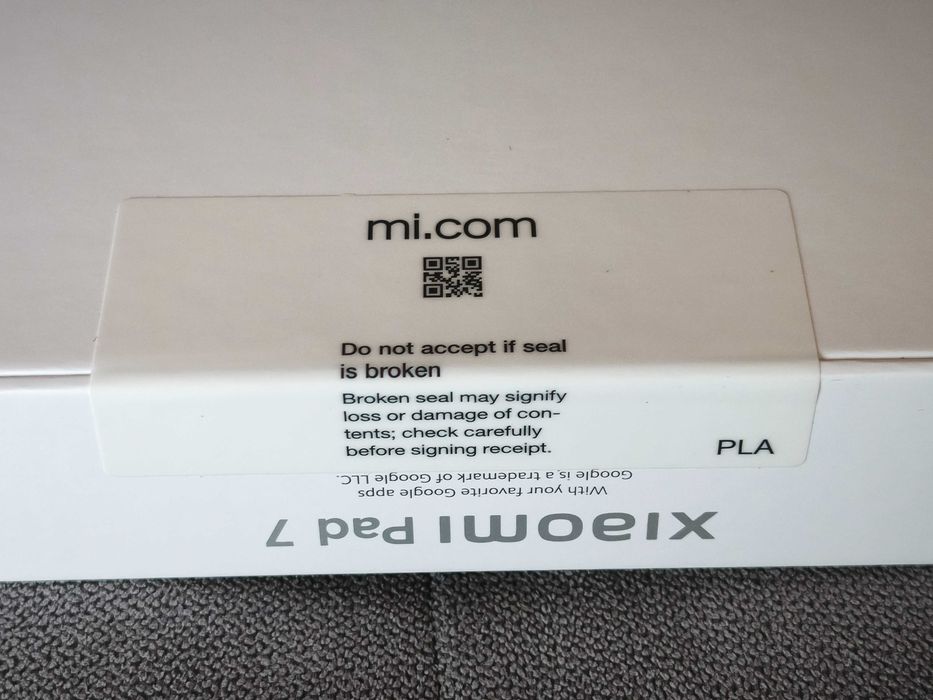 mi.com
Do not accept if seal
is broken
Broken seal may signify
loss or damage of con-
tents; check carefully
before signing receipt.
PLA
Xiaomi Pad 7
With your favorite Google apps
Google is a trademark of Google LLC.